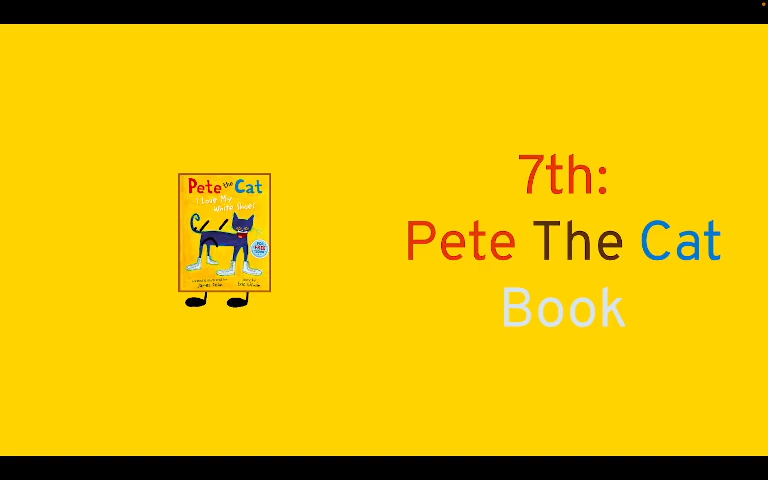 Pete the Cat
I Love My
White Shoes
7th:
Pete The Cat
Book